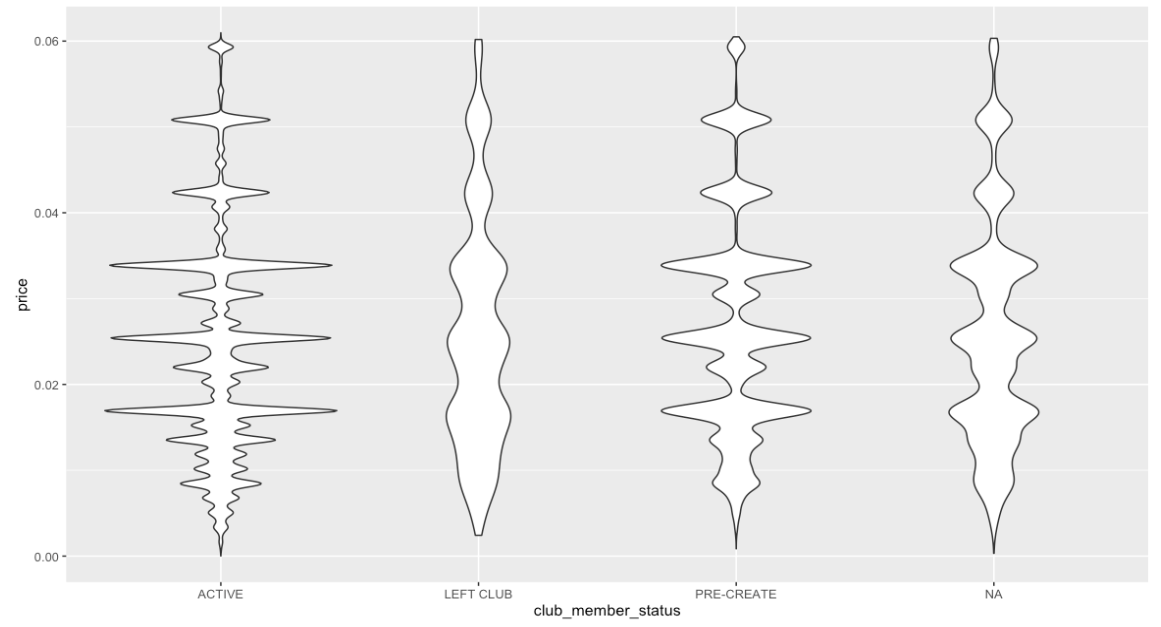 0.06
0.04
price
0.02
0.00
ACTIVE LEFT CLUB PRE-CREATE NA
club_member_status